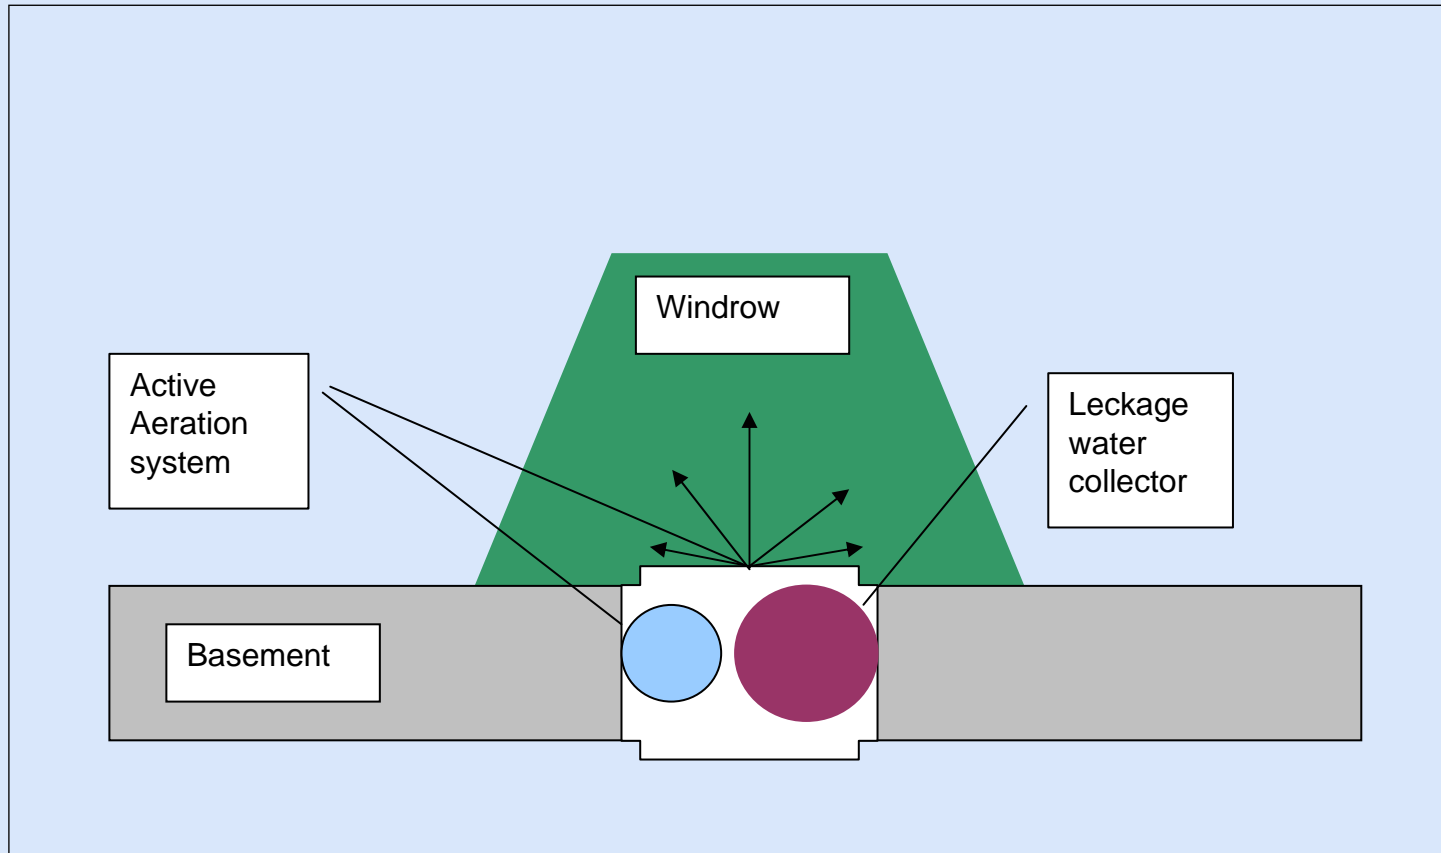 Windrow
Active
Aeration
system
Leckage
water
collector
Basement